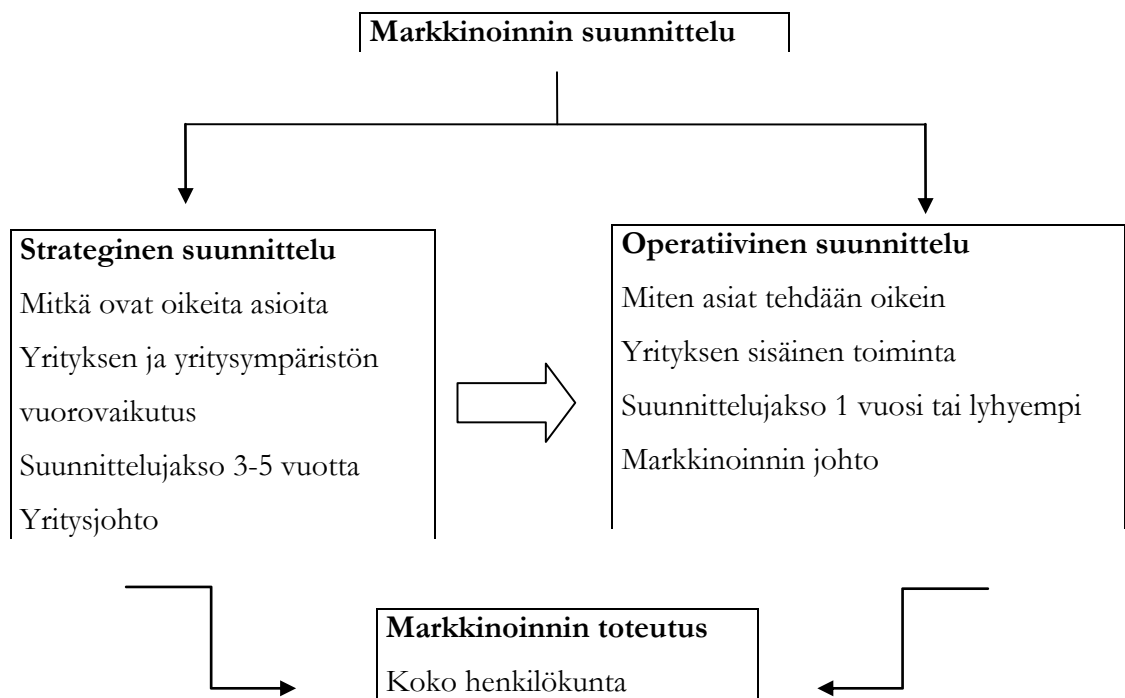 Markkinoinnin suunnittelu
Strateginen suunnittelu
Mitkä ovat oikeita asioita
Yrityksen ja yritysympäristön
vuorovaikutus
Suunnittelujakso 3-5 vuotta
Yritysjohto
Operatiivinen suunnittelu
Miten asiat tehdään oikein
Yrityksen sisäinen toiminta
Suunnittelujakso 1 vuosi tai lyhyempi
Markkinoinnin johto
Markkinoinnin toteutus
Koko henkilökunta